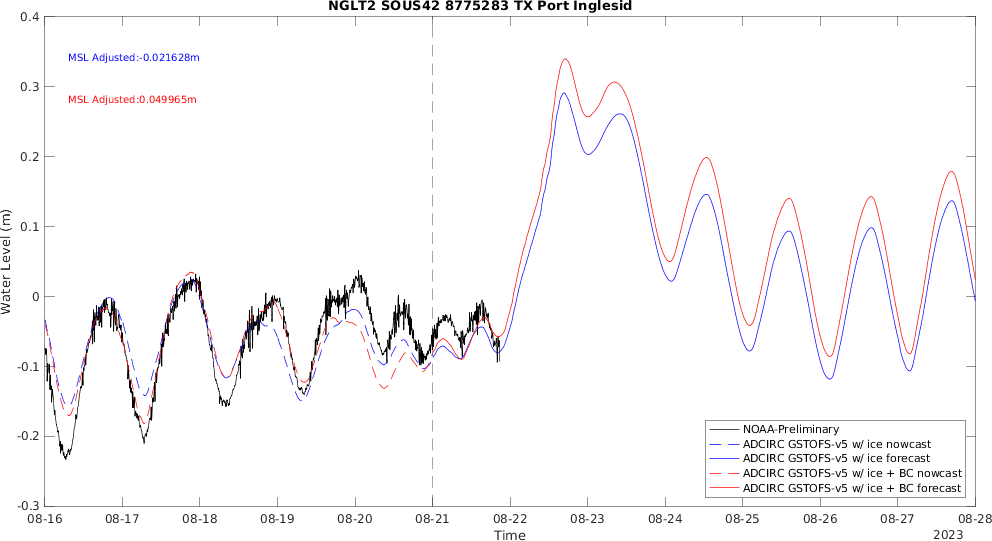 NGLT2 SOUS42 8775283 TX Port Inglesid
Water Level (m)
0.4
0.3
0.2
0.1
0
-0.1
-0.2
-0.3
MSL Adjusted:-0.021628m
MSL Adjusted:0.049965m
NOAA-Preliminary
ADCIRC GSTOFS-v5 w/ ice nowcast
ADCIRC GSTOFS-v5 w/ ice forecast
ADCIRC GSTOFS-v5 w/ ice + BC nowcast
ADCIRC GSTOFS-v5 w/ ice + BC forecast
08-16 08-17 08-18 08-19 08-20 08-21 08-22 08-23 08-24 08-25 08-26 08-27 08-28
Time
2023